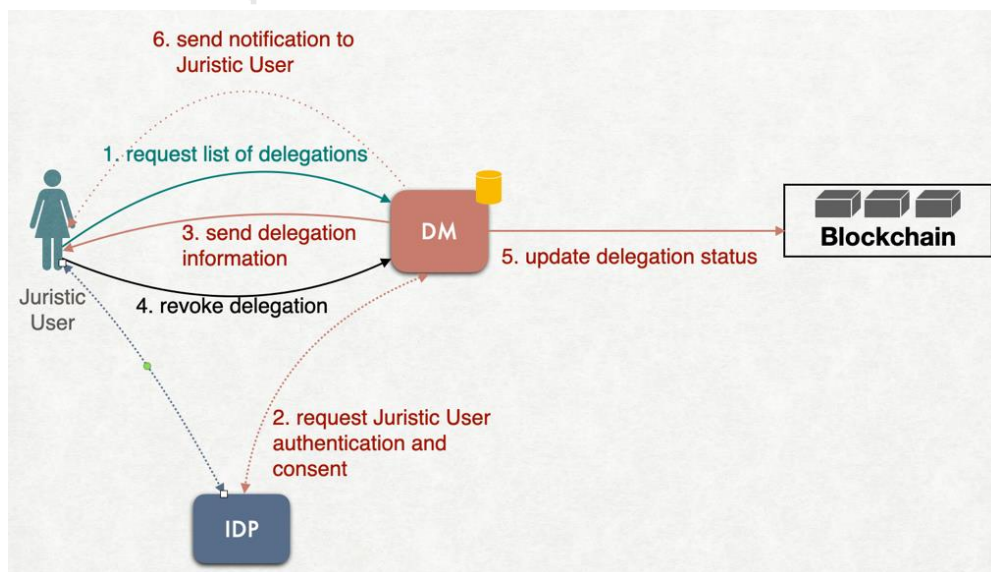 6. send notification to
Juristic User
1. request list of delegations
DM
3. send delegation
information
Blockchain
5. update delegation status
Juristic
User
4. revoke delegation
2. request Juristic User
authentication and
consent
IDP